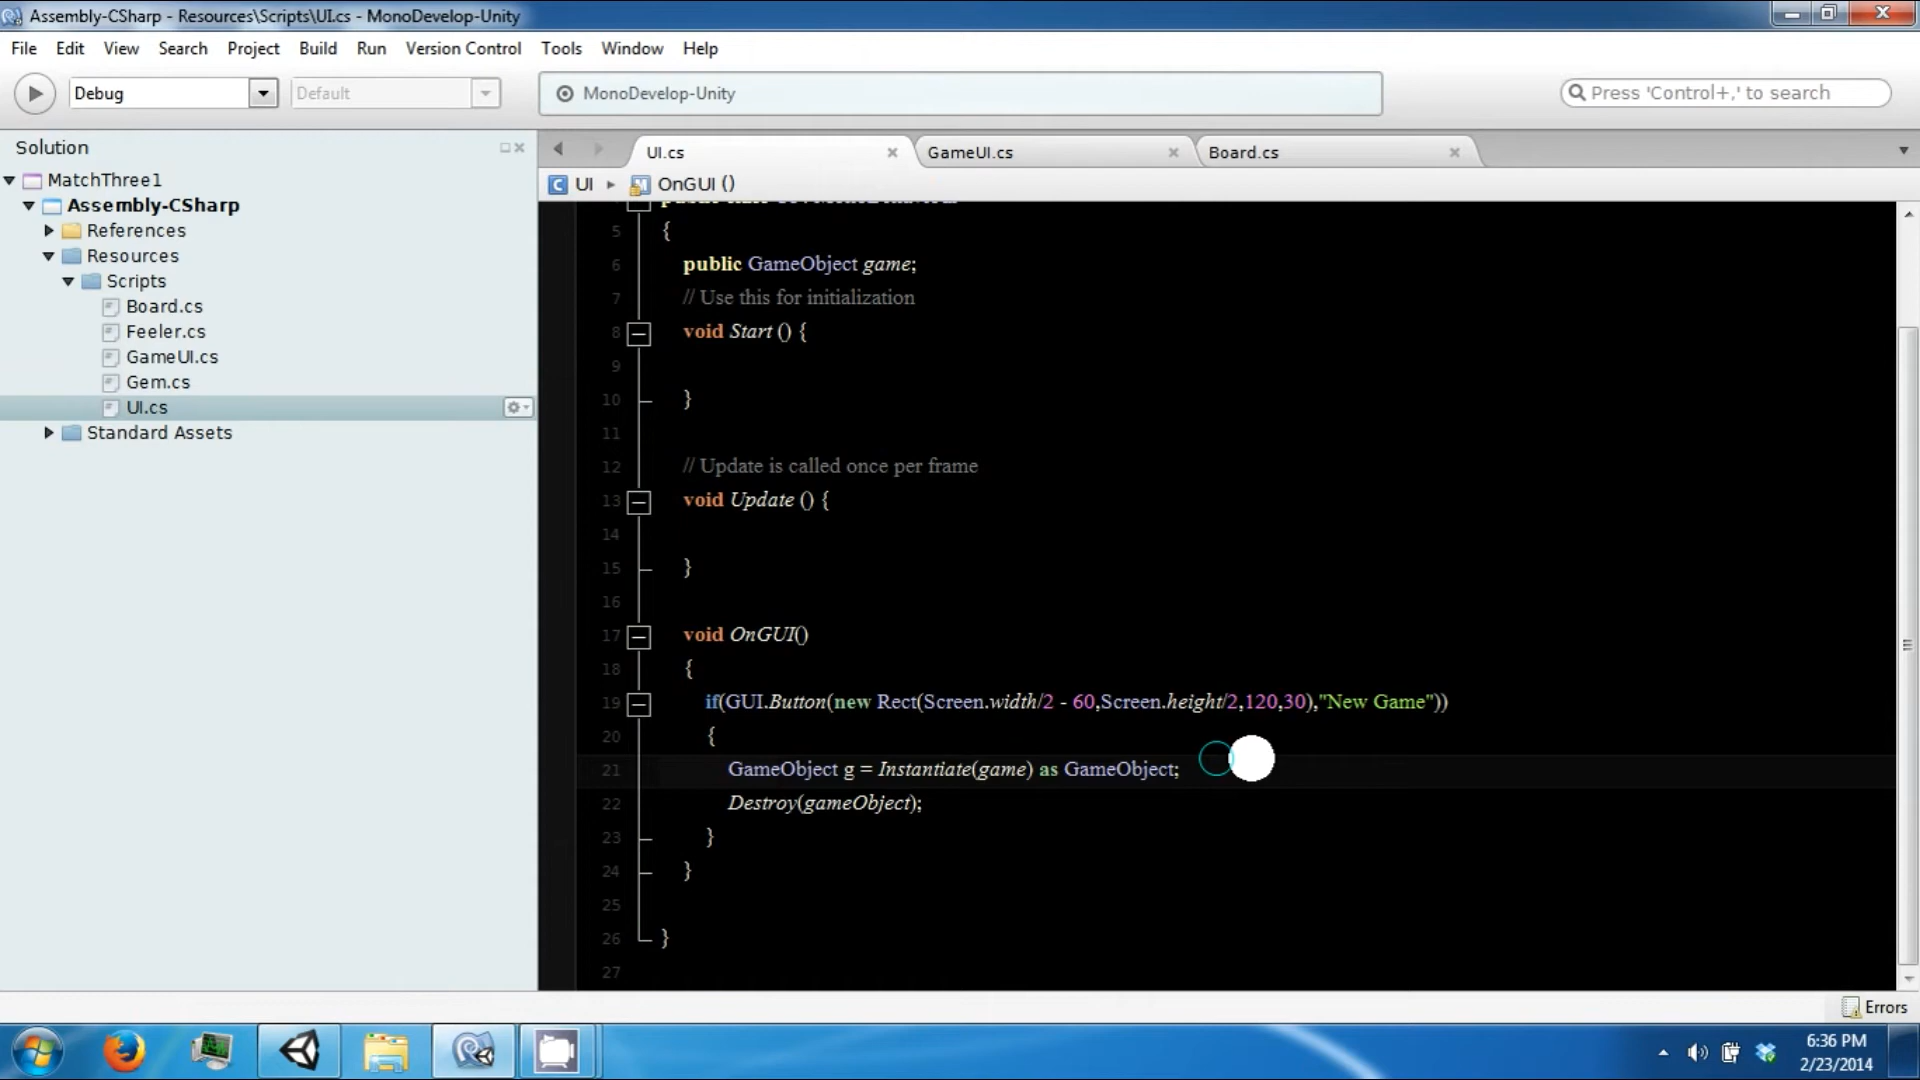 Assembly-CSharp - Resources\Scripts\UI.cs - MonoDevelop-Unity
File Edit View Search Project Build Run Version Control Tools Window Help
Debug Default MonoDevelop-Unity Press 'Control+,' to search
Solution
MatchThree1
Assembly-CSharp
References
Resources
Scripts
Board.cs
Feeler.cs
GameUI.cs
Gem.cs
UI.cs
Standard Assets
UI.cs GameUI.cs Board.cs
UI OnGUI ()
5 {
6 public GameObject game;
7 // Use this for initialization
8 void Start () {
9
10 }
11
12 // Update is called once per frame
13 void Update () {
14
15 }
16
17 void OnGUI()
18 {
19 if(GUI.Button(new Rect(Screen.width/2 - 60,Screen.height/2,120,30),"New Game"))
20 {
21 GameObject g = Instantiate(game) as GameObject;
22 Destroy(gameObject);
23 }
24 }
25
26 }
27
Errors
6:36 PM
2/23/2014